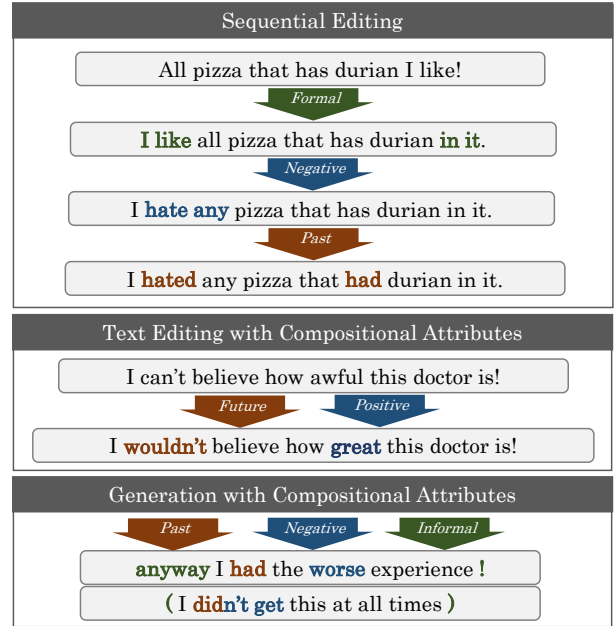 Sequential Editing
All pizza that has durian I like!
Formal
I like all pizza that has durian in it.
Negative
I hate any pizza that has durian in it.
Past
I hated any pizza that had durian in it.
Text Editing with Compositional Attributes
I can't believe how awful this doctor is!
Future Positive
I wouldn't believe how great this doctor is!
Generation with Compositional Attributes
Past Negative Informal
anyway I had the worse experience !
( I didn't get this at all times )